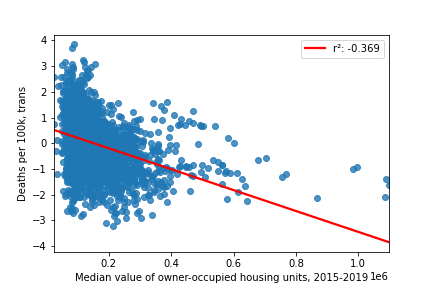 r²: -0.369
Deaths per 100k, trans
4
3
2
1
0
−1
−2
−3
−4
0.2 0.4 0.6 0.8 1.0
1e6
Median value of owner-occupied housing units, 2015-2019